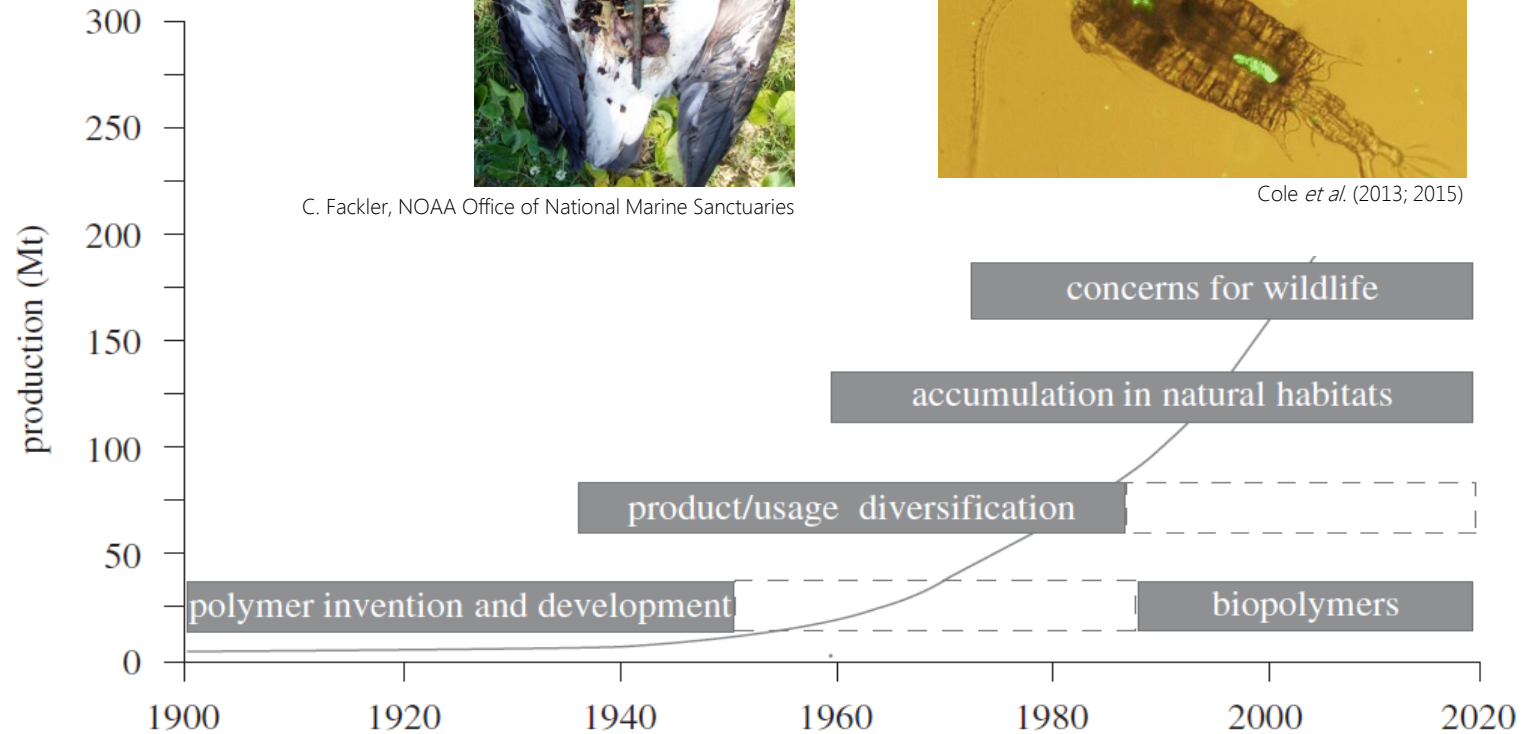 300
250
200
150
100
50
0
production (Mt)
C. Fackler, NOAA Office of National Marine Sanctuaries
Cole et al. (2013; 2015)
concerns for wildlife
accumulation in natural habitats
product/usage diversification
polymer invention and development
biopolymers
1900 1920 1940 1960 1980 2000 2020